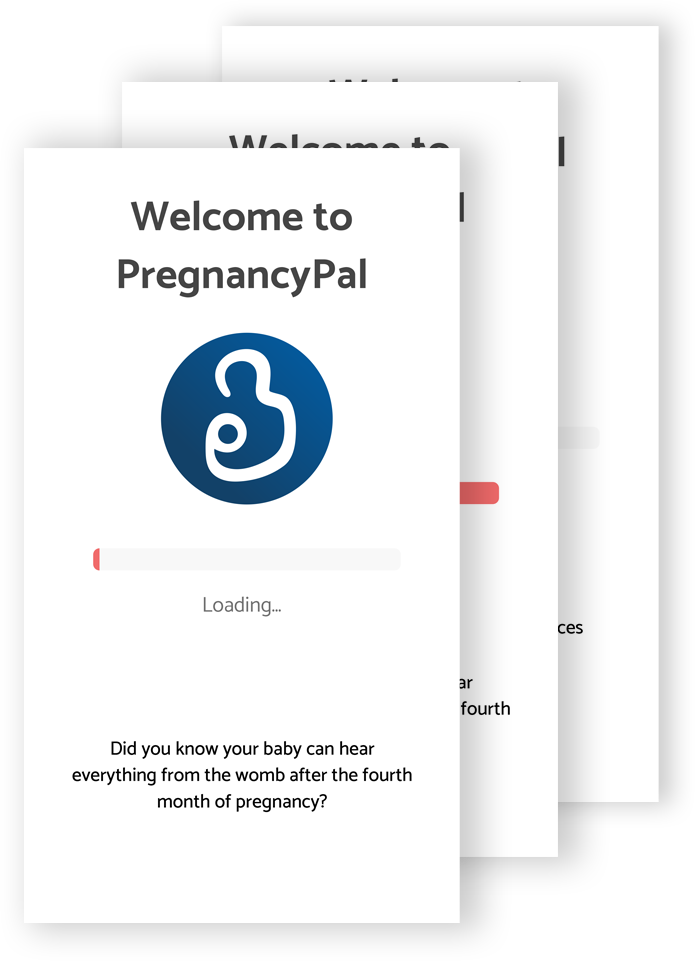 Welcome to
PregnancyPal
Loading...
Did you know your baby can hear
everything from the womb after the fourth
month of pregnancy?
Welcome to
l
ar
fourth
Welcome to
l
ces